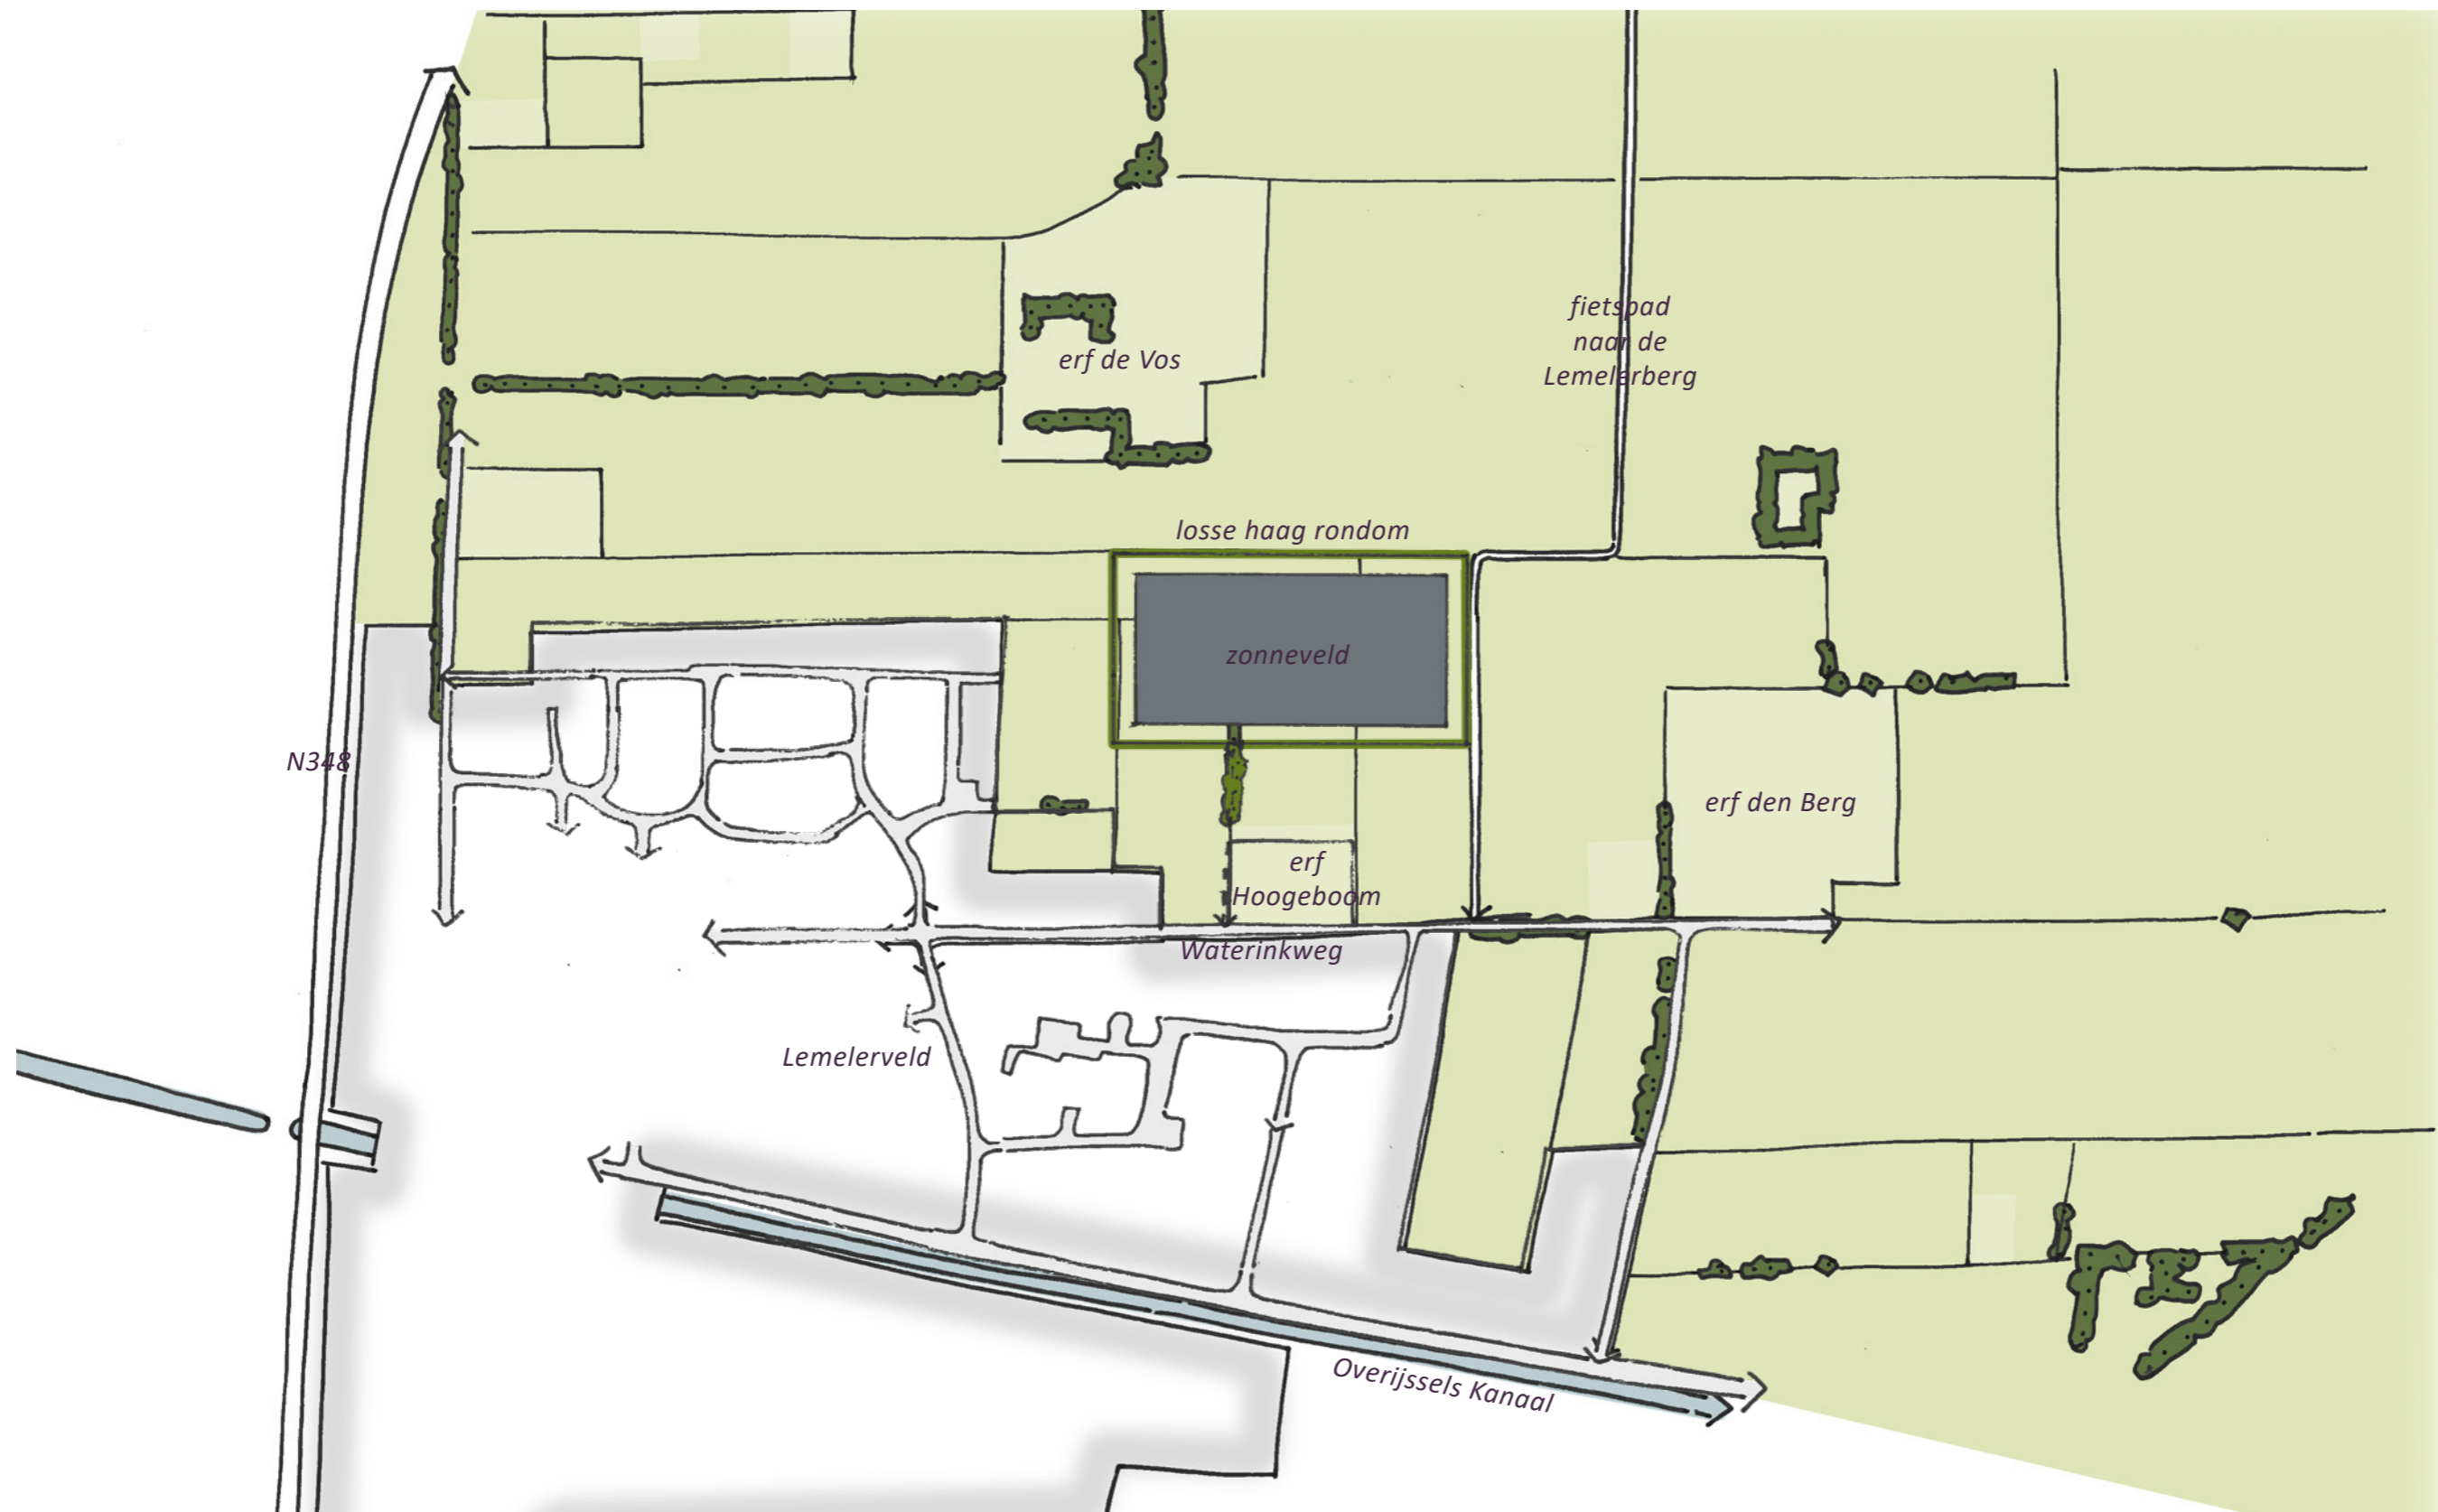 fietspad
naar de
Lemelerberg
erf de Vos
losse haag rondom
zonneveld
N348
erf den Berg
erf
Hoogeboom
Waterinkweg
Lemelerveld
Overijssels Kanaal